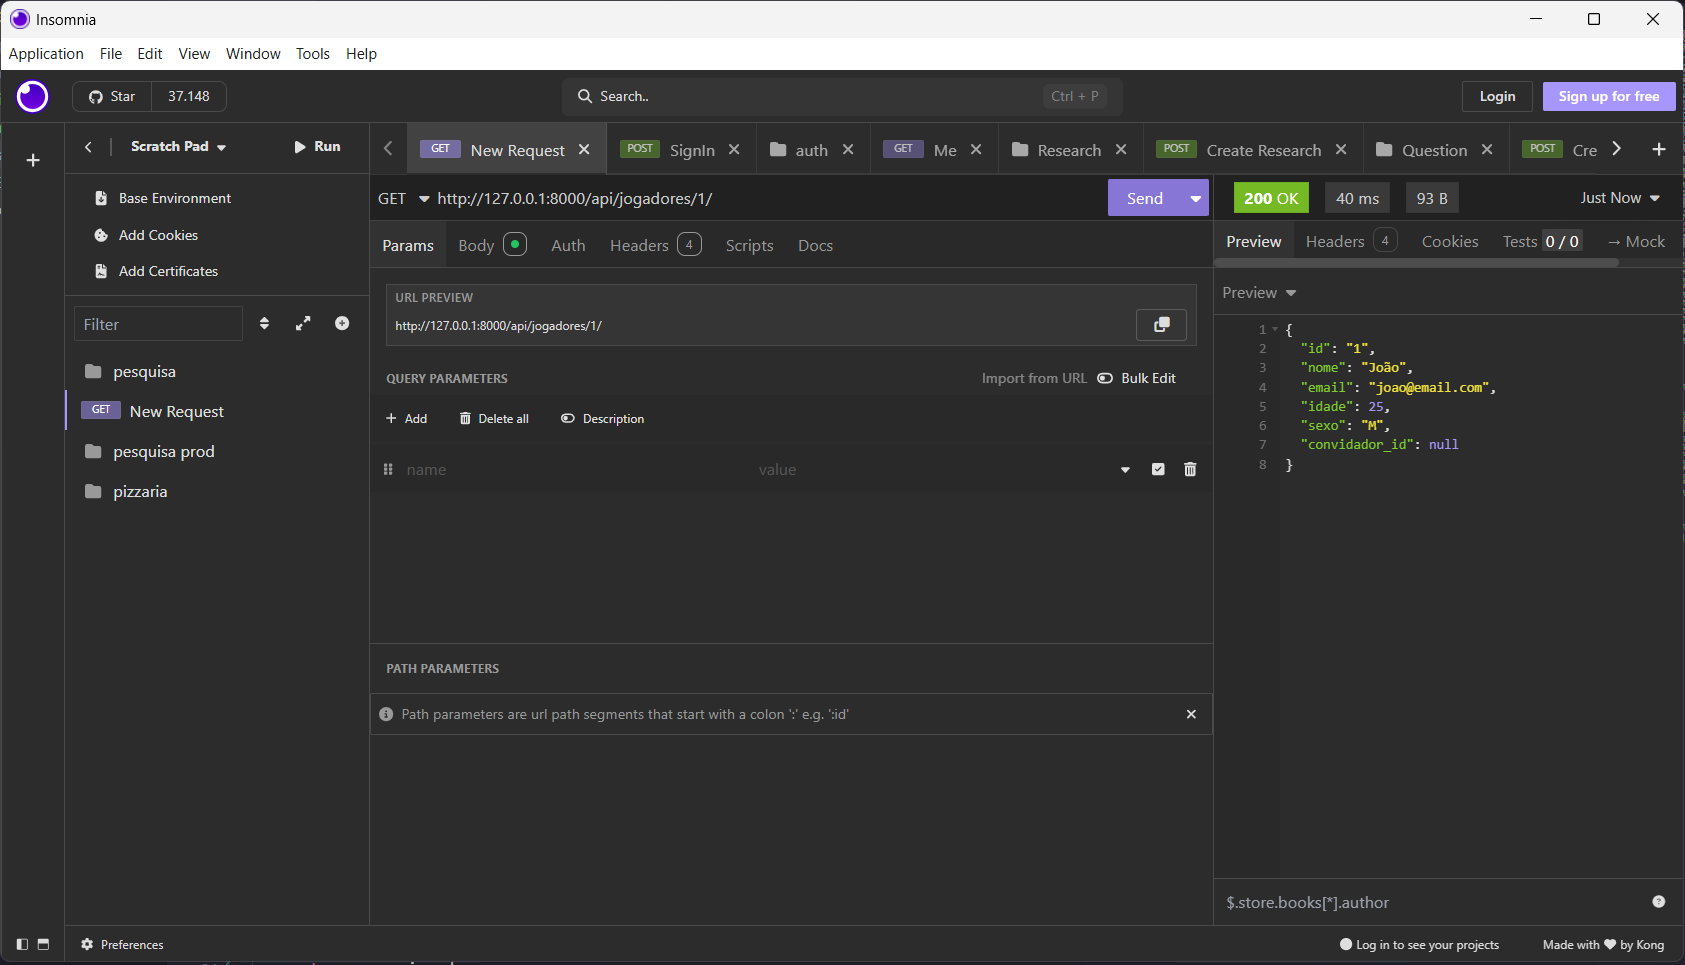 Insomnia
Application File Edit View Window Tools Help
Star 37.148 Search.. Ctrl + P Login Sign up for free
Scratch Pad Run
GET New Request POST SignIn auth GET Me Research POST Create Research Question POST Cre
Base Environment
Add Cookies
Add Certificates
Filter
pesquisa
GET New Request
pesquisa prod
pizzaria
GET http://127.0.0.1:8000/api/jogadores/1/ Send
Params Body Auth Headers 4 Scripts Docs
URL PREVIEW
http://127.0.0.1:8000/api/jogadores/1/
QUERY PARAMETERS Import from URL Bulk Edit
Add Delete all Description
name value
PATH PARAMETERS
Path parameters are url path segments that start with a colon ':' e.g. ':id'
200 OK 40 ms 93 B Just Now
Preview Headers 4 Cookies Tests 0 / 0 → Mock
Preview
1 {
2 "id": "1",
3 "nome": "João",
4 "email": "joao@email.com",
5 "idade": 25,
6 "sexo": "M",
7 "convidador_id": null
8 }
$.store.books[*].author
Preferences Log in to see your projects Made with ♥ by Kong